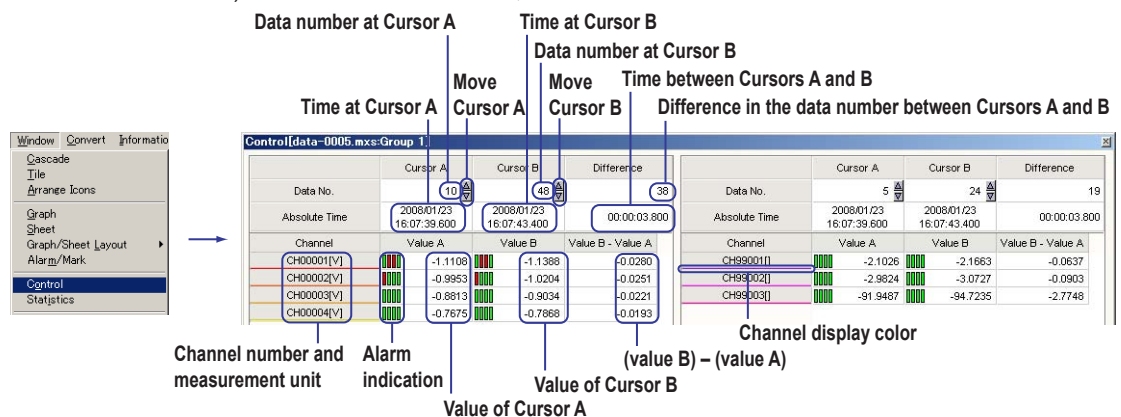 Data number at Cursor A
Time at Cursor B
Data number at Cursor B
Move Cursor A
Move Cursor B
Time between Cursors A and B
Time at Cursor A
Difference in the data number between Cursors A and B
Window Convert Informatio
Cascade
Tile
Arrange Icons
Graph
Sheet
Graph/Sheet Layout
Alarm/Mark
Control
Statistics
Control[data-0005.mxs:Group 1]
Cursor A Cursor B Difference
Data No. 10 48 38
Absolute Time 2008/01/23 16:07:39.600 2008/01/23 16:07:43.400 00:00:03.800
Channel Value A Value B Value B - Value A
CH00001[V] -1.1108 -1.1388 -0.0280
CH00002[V] -0.9953 -1.0204 -0.0251
CH00003[V] -0.8813 -0.9034 -0.0221
CH00004[V] -0.7675 -0.7868 -0.0193
Cursor A Cursor B Difference
Data No. 5 24 19
Absolute Time 2008/01/23 16:07:39.600 2008/01/23 16:07:43.400 00:00:03.800
Channel Value A Value B Value B - Value A
CH99001[] -2.1026 -2.1663 -0.0637
CH99002[] -2.9824 -3.0727 -0.0903
CH99003[] -91.9487 -94.7235 -2.7748
Channel display color
Channel number and
measurement unit
Alarm
indication
(value B) – (value A)
Value of Cursor B
Value of Cursor A